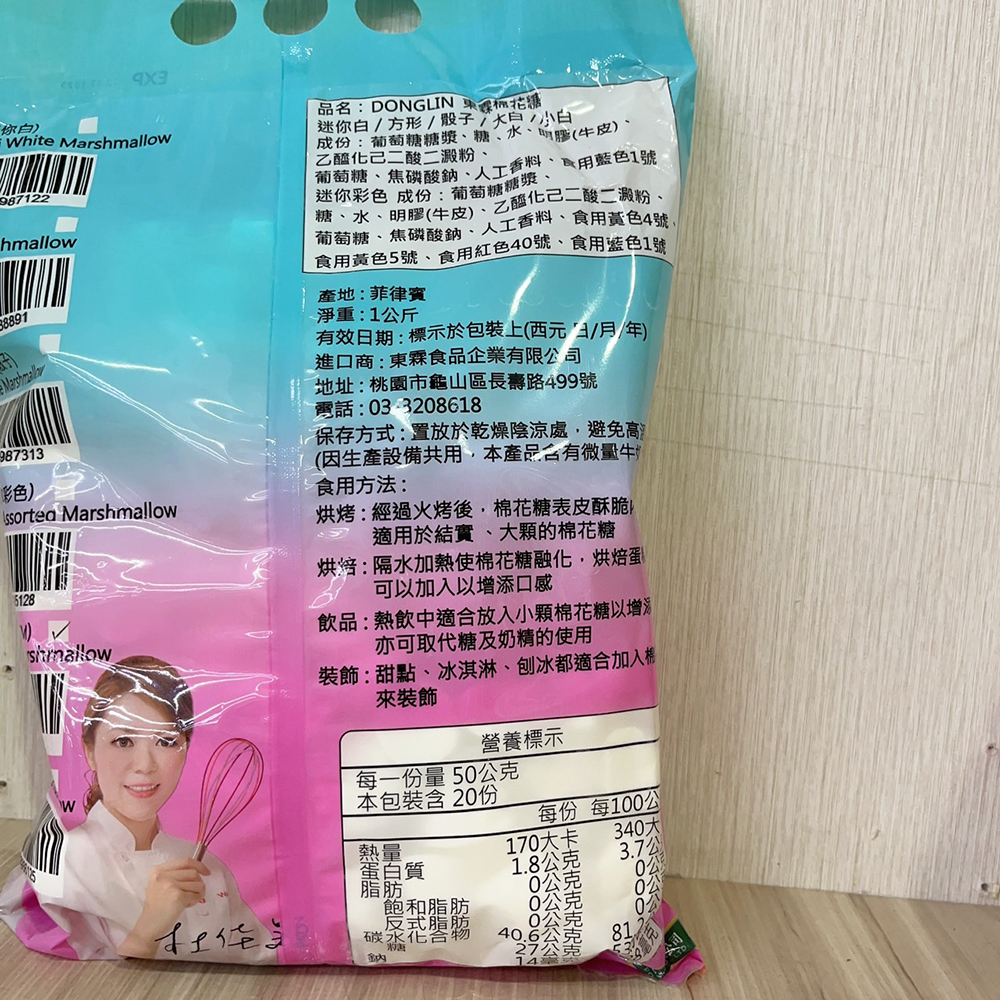 EXP
你白)
White Marshmallow
987122
hmallow
8891
Marshmallow
987313
彩色)
Assorted Marshmallow
5128
M)
rshmallow
w
品名：DONGLIN 東霖棉花糖
迷你白/方形/骰子/大白/小白
成份：葡萄糖糖漿、糖、水、明膠(牛皮)、
乙醯化己二酸二澱粉、
葡萄糖、焦磷酸鈉、人工香料、食用藍色1號
迷你彩色 成份：葡萄糖糖漿、
糖、水、明膠(牛皮)、乙醯化己二酸二澱粉、
葡萄糖、焦磷酸鈉、人工香料、食用黃色4號、
食用黃色5號、食用紅色40號、食用藍色1號
產地：菲律賓
淨重：1公斤
有效日期：標示於包裝上(西元 日/月/年)
進口商：東霖食品企業有限公司
地址：桃園市龜山區長壽路499號
電話：03-3208618
保存方式：置放於乾燥陰涼處，避免高
(因生產設備共用，本產品含有微量牛
食用方法：
烘烤：經過火烤後，棉花糖表皮酥脆
適用於結實、大顆的棉花糖
烘焙：隔水加熱使棉花糖融化，烘焙蛋
可以加入以增添口感
飲品：熱飲中適合放入小顆棉花糖以增添
亦可取代糖及奶精的使用
裝飾：甜點、冰淇淋、刨冰都適合加入棉
來裝飾
營養標示
每一份量 50公克
本包裝含 20份
每份 每100公
熱量 170大卡 340大
蛋白質 1.8公克 3.7公
脂肪 0公克 0公
飽和脂肪 0公克 0公
反式脂肪 0公克 0公
碳水化合物 40.6公克 81.2
糖 27公克
鈉 14毫克